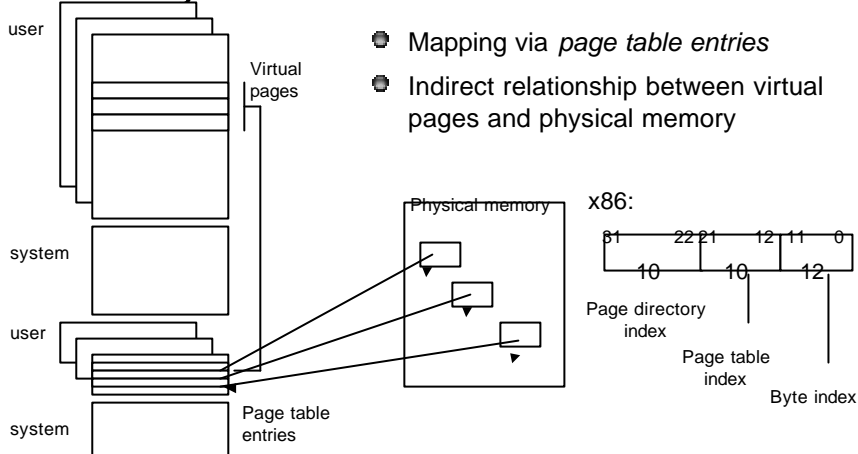 user
Virtual
pages
Mapping via page table entries
Indirect relationship between virtual
pages and physical memory
system
Physical memory
x86:
31 22 21 12 11 0
10 10 12
Page directory
index
Page table
index
Byte index
user
Page table
entries
system